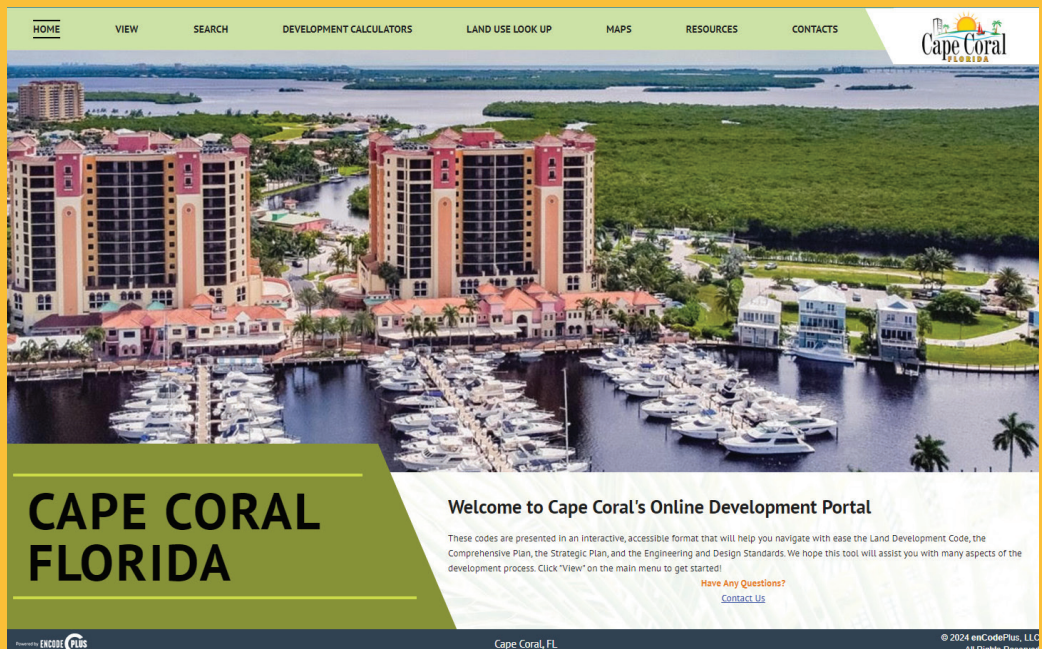 HOME VIEW SEARCH DEVELOPMENT CALCULATORS LAND USE LOOK UP MAPS RESOURCES CONTACTS
Cape Coral
FLORIDA
CAPE CORAL
FLORIDA
Welcome to Cape Coral's Online Development Portal
These codes are presented in an interactive, accessible format that will help you navigate with ease the Land Development Code, the
Comprehensive Plan, the Strategic Plan, and the Engineering and Design Standards. We hope this tool will assist you with many aspects of the
development process. Click "View" on the main menu to get started!
Have Any Questions?
Contact Us
Powered by ENCODE PLUS
Cape Coral, FL
© 2024 enCodePlus, LLC
All Rights Reserved